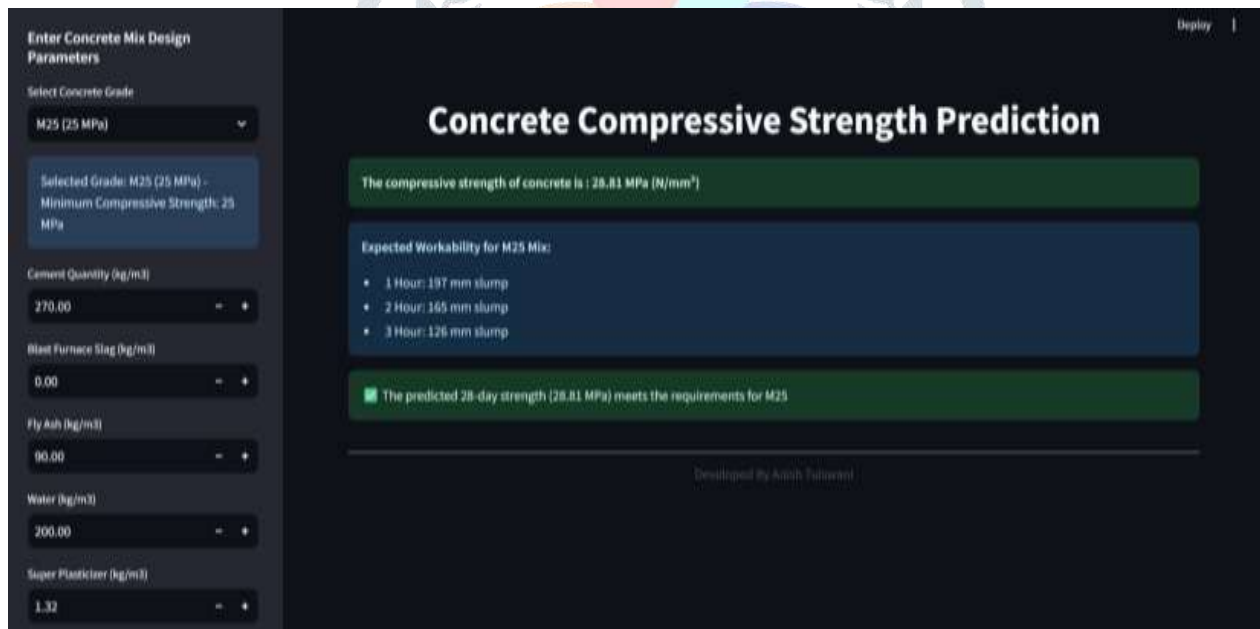 Enter Concrete Mix Design
Parameters
Select Concrete Grade
M25 (25 MPa)
Selected Grade: M25 (25 MPa) -
Minimum Compressive Strength: 25
MPa
Cement Quantity (kg/m3)
270.00
Blast Furnace Slag (kg/m3)
0.00
Fly Ash (kg/m3)
90.00
Water (kg/m3)
200.00
Super Plasticizer (kg/m3)
1.32
Deploy
Concrete Compressive Strength Prediction
The compressive strength of concrete is : 28.81 MPa (N/mm²)
Expected Workability for M25 Mix:
• 1 Hour: 197 mm slump
• 2 Hour: 165 mm slump
• 3 Hour: 126 mm slump
✅ The predicted 28-day strength (28.81 MPa) meets the requirements for M25
Developed By